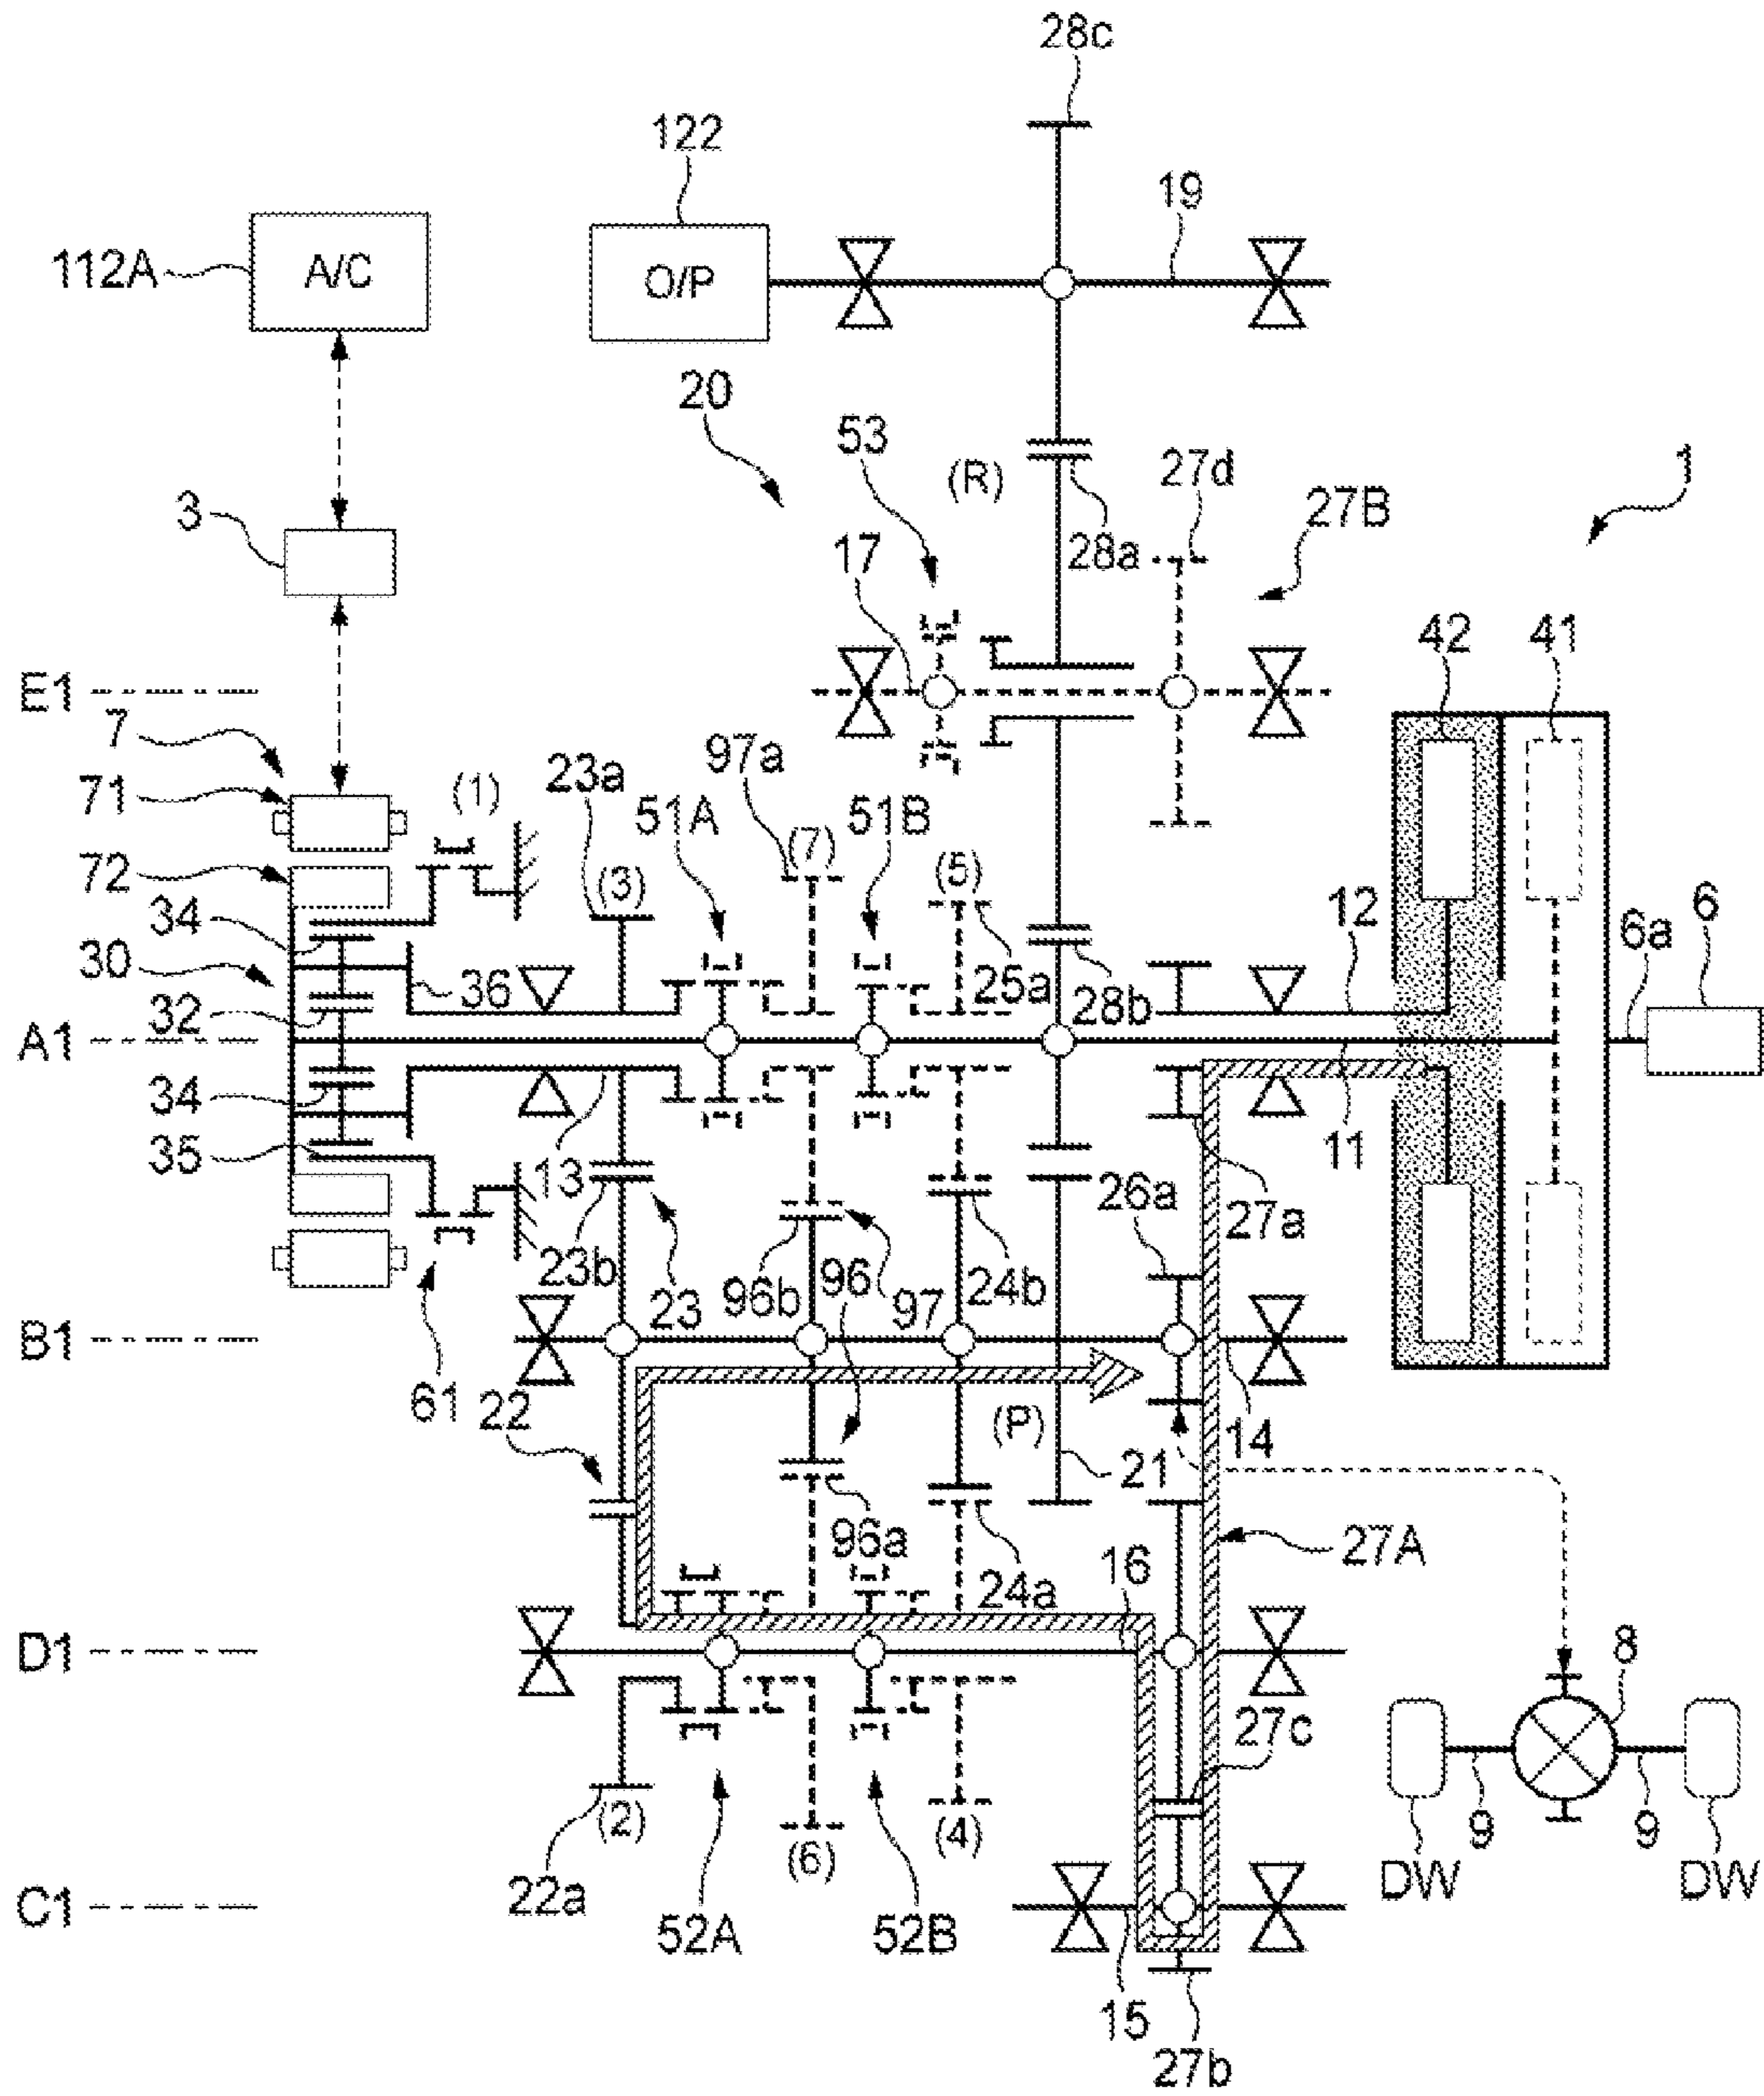 28c
122
19
112A
A/C
O/P
20
53
(R)
27d
1
3
27B
17
28a
42
41
E1
7
97a
23a
(1)
51A
51B
71
(7)
(3)
(5)
72
12
6
34
6a
30
36
25a
28b
32
A1
34
11
35
13
26a
27a
23b
23
96b
96
97
24b
B1
61
22
(P)
14
21
96a
27A
16
24a
D1
8
27c
(2)
(6)
(4)
9
9
22a
DW
DW
C1
52A
52B
15
27b